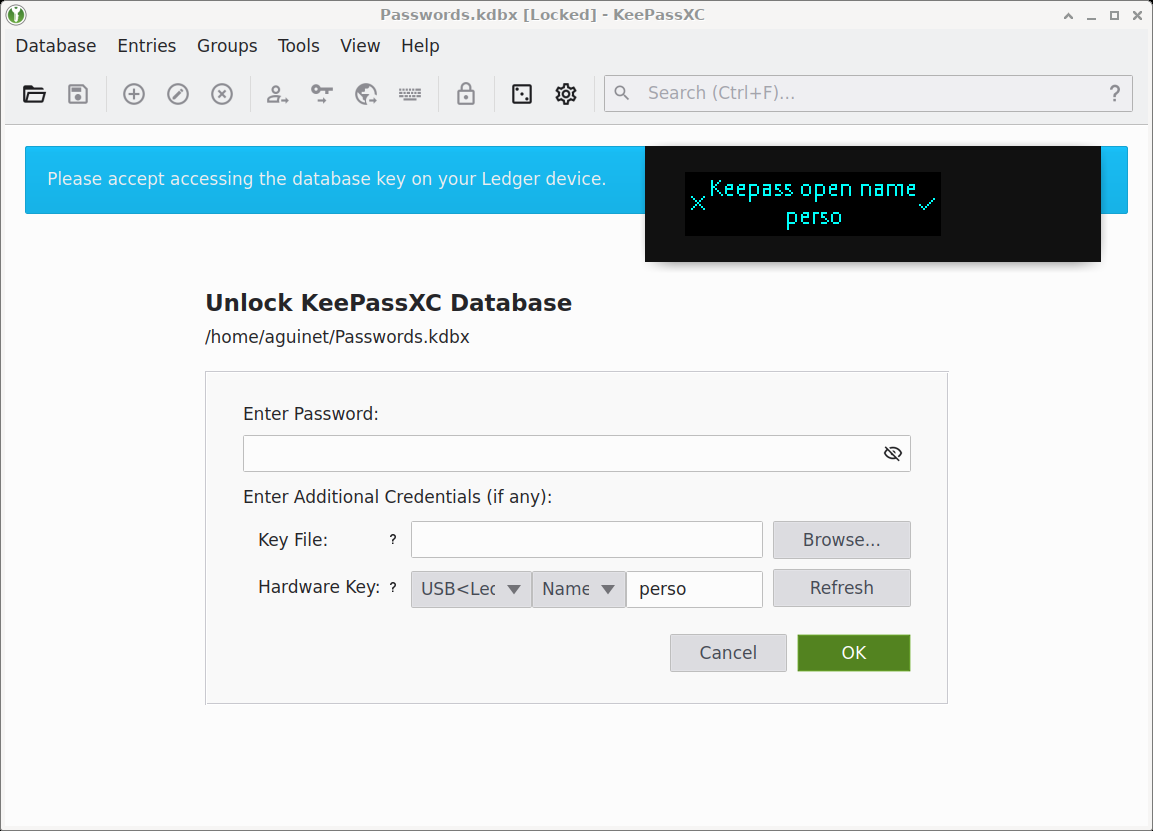 Passwords.kdbx [Locked] - KeePassXC
Database Entries Groups Tools View Help
Search (Ctrl+F)... ?
Please accept accessing the database key on your Ledger device.
Keepass open name
perso
Unlock KeePassXC Database
/home/aguinet/Passwords.kdbx
Enter Password:
Enter Additional Credentials (if any):
Key File: ? Browse...
Hardware Key: ? USB<Lec Name perso Refresh
Cancel OK